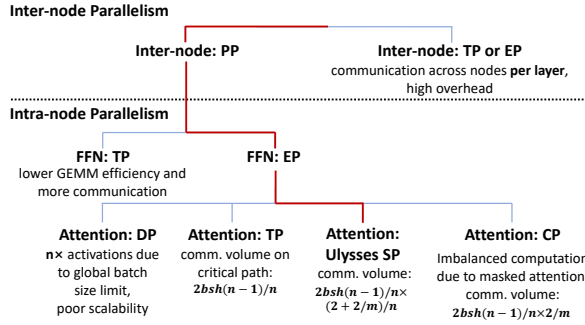 Inter-node Parallelism
Inter-node: PP
Inter-node: TP or EP
communication across nodes per layer,
high overhead
Intra-node Parallelism
FFN: TP
lower GEMM efficiency and
more communication
FFN: EP
Attention: DP
n× activations due
to global batch
size limit,
poor scalability
Attention: TP
comm. volume on
critical path:
2bsh(n − 1)/n
Attention:
Ulysses SP
comm. volume:
2bsh(n − 1)/n×
(2 + 2/m)/n
Attention: CP
Imbalanced computation
due to masked attention
comm. volume:
2bsh(n − 1)/n×2/m